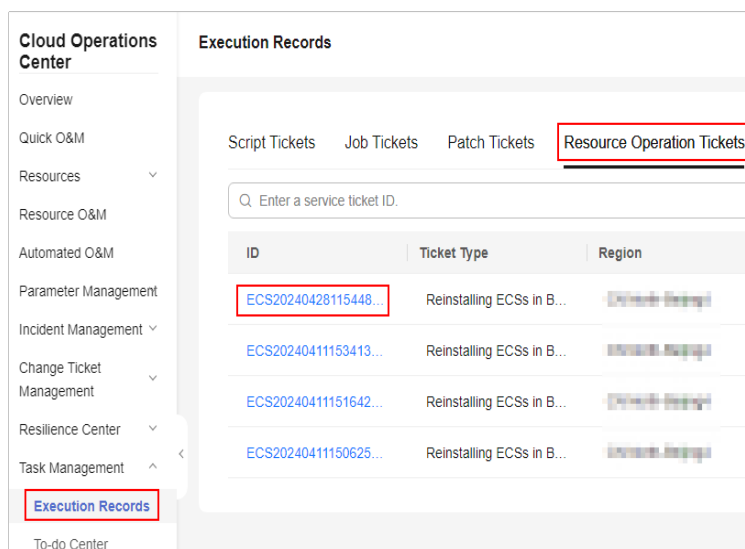 Cloud Operations
Center
Overview
Quick O&M
Resources
Resource O&M
Automated O&M
Parameter Management
Incident Management
Change Ticket
Management
Resilience Center
Task Management
Execution Records
To-do Center
Execution Records
Script Tickets Job Tickets Patch Tickets Resource Operation Tickets
Enter a service ticket ID.
ID Ticket Type Region
ECS20240428115448... Reinstalling ECSs in B...
ECS20240411153413... Reinstalling ECSs in B...
ECS20240411151642... Reinstalling ECSs in B...
ECS20240411150625... Reinstalling ECSs in B...